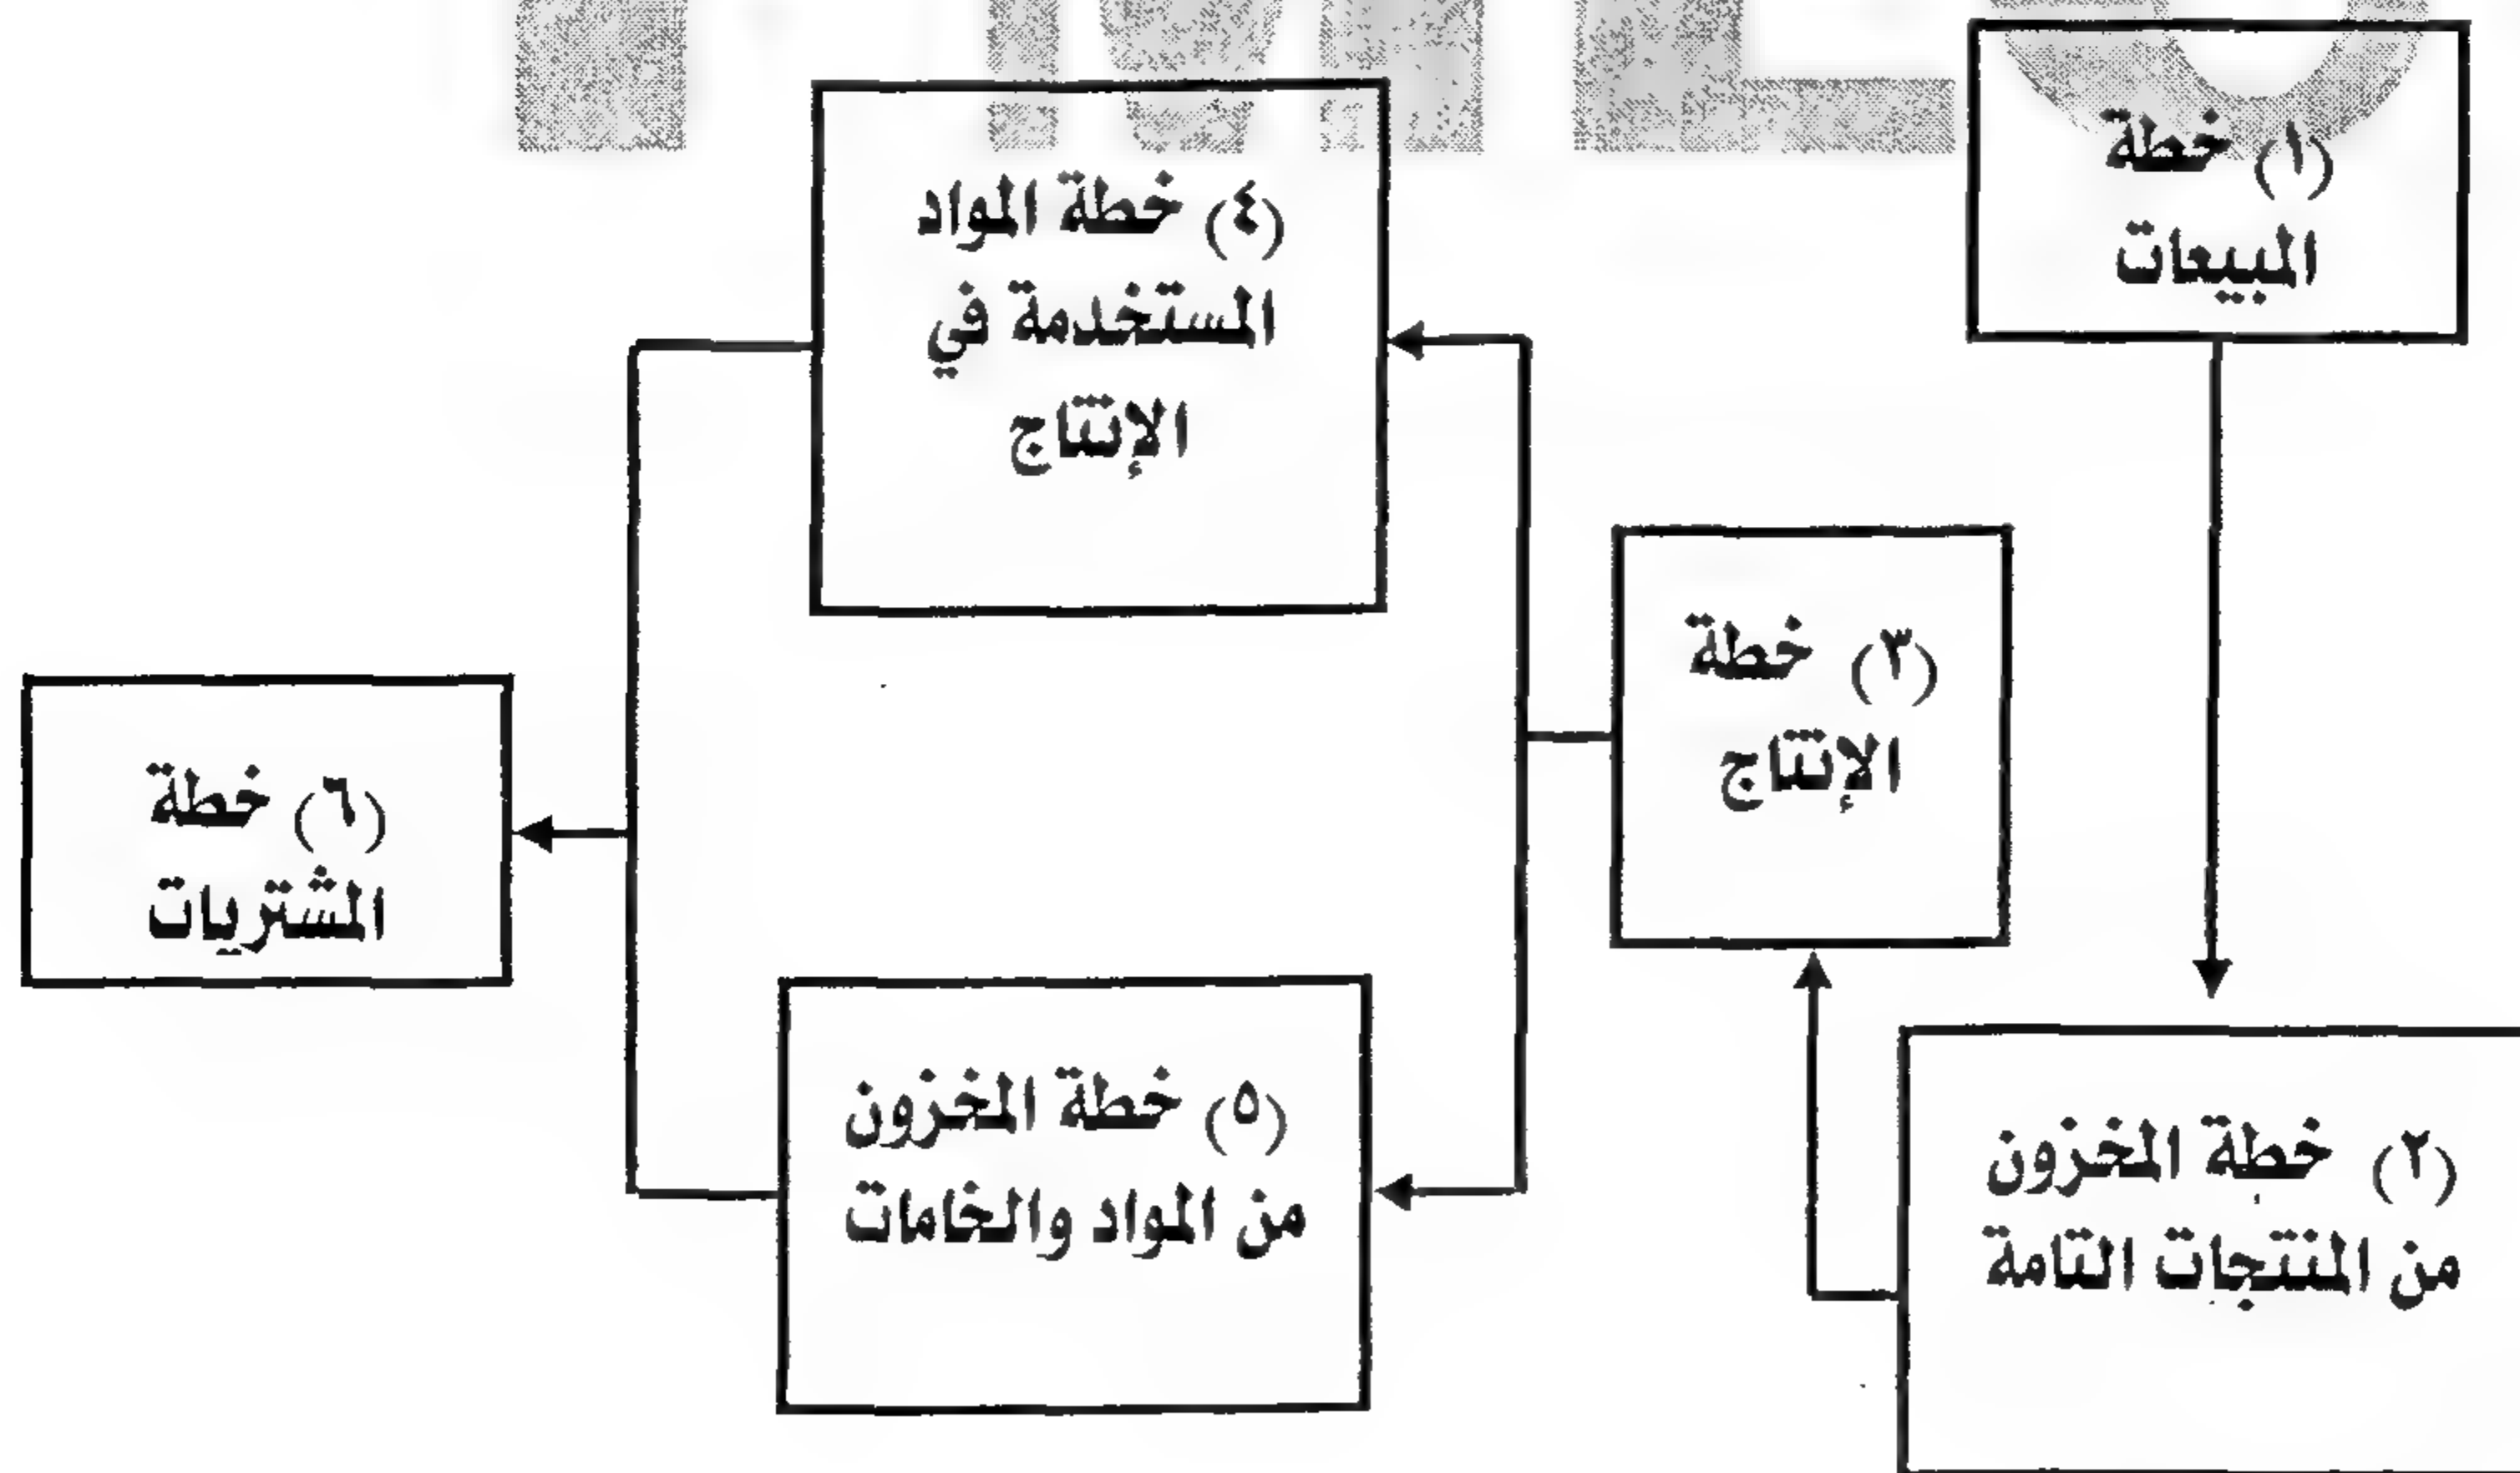 (١) خطة
المبيعات
(٢) خطة المخزون
من المنتجات التامة
(٣) خطة
الإنتاج
(٤) خطة المواد
المستخدمة في
الإنتاج
(٥) خطة المخزون
من المواد والخامات
(٦) خطة
المشتريات